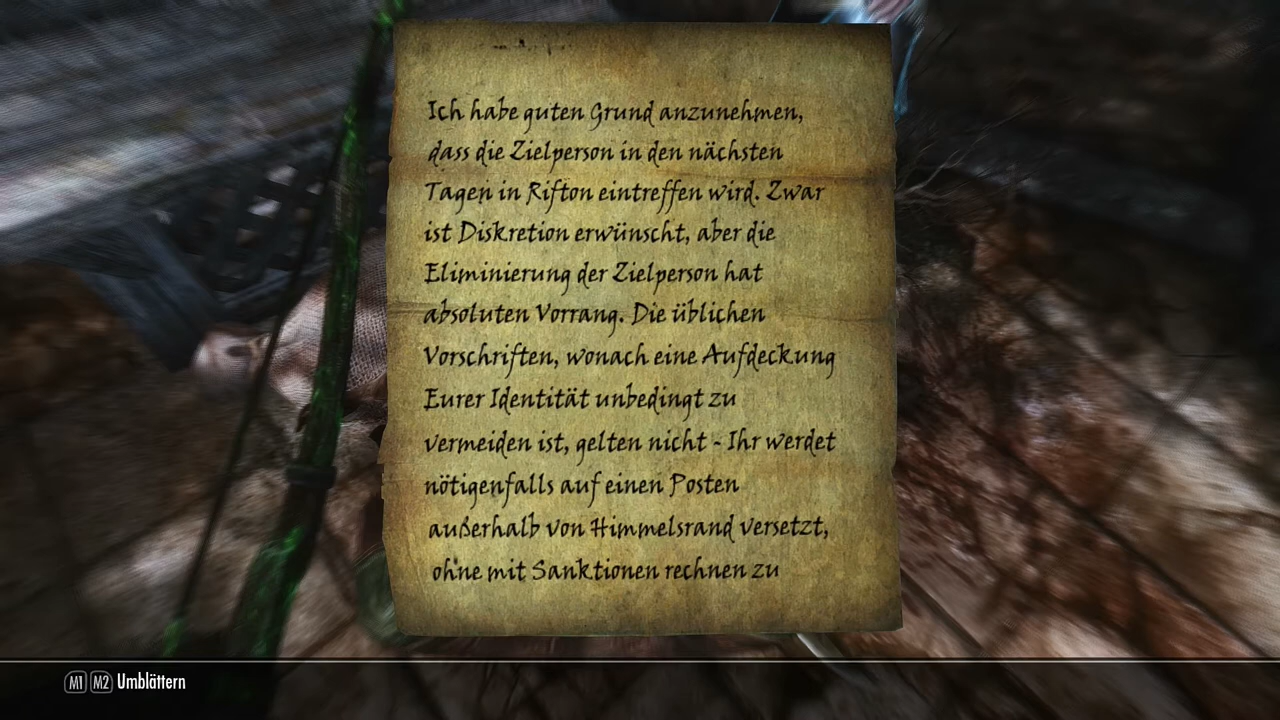 Ich habe guten Grund anzunehmen,
dass die Zielperson in den nächsten
Tagen in Rifton eintreffen wird. Zwar
ist Diskretion erwünscht, aber die
Eliminierung der Zielperson hat
absoluten Vorrang. Die üblichen
Vorschriften, wonach eine Aufdeckung
Eurer Identität unbedingt zu
vermeiden ist, gelten nicht - Ihr werdet
nötigenfalls auf einen Posten
außerhalb von Himmelsrand versetzt,
ohne mit Sanktionen rechnen zu
M1 M2 Umblättern